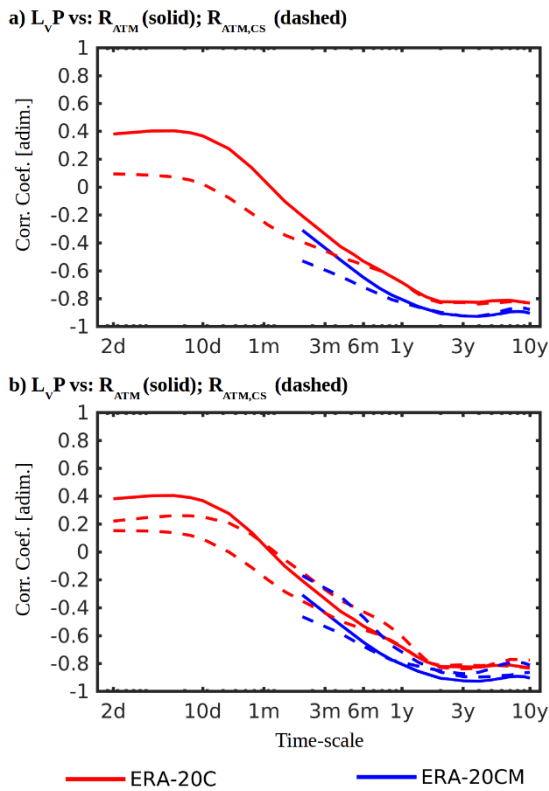 a) LᵥP vs: R_ATM (solid); R_ATM,CS (dashed)
Corr. Coef. [adim.]
1
0.8
0.6
0.4
0.2
0
-0.2
-0.4
-0.6
-0.8
-1
2d 10d 1m 3m 6m 1y 3y 10y
b) LᵥP vs: R_ATM (solid); R_ATM,CS (dashed)
Corr. Coef. [adim.]
1
0.8
0.6
0.4
0.2
0
-0.2
-0.4
-0.6
-0.8
-1
2d 10d 1m 3m 6m 1y 3y 10y
Time-scale
ERA-20C ERA-20CM